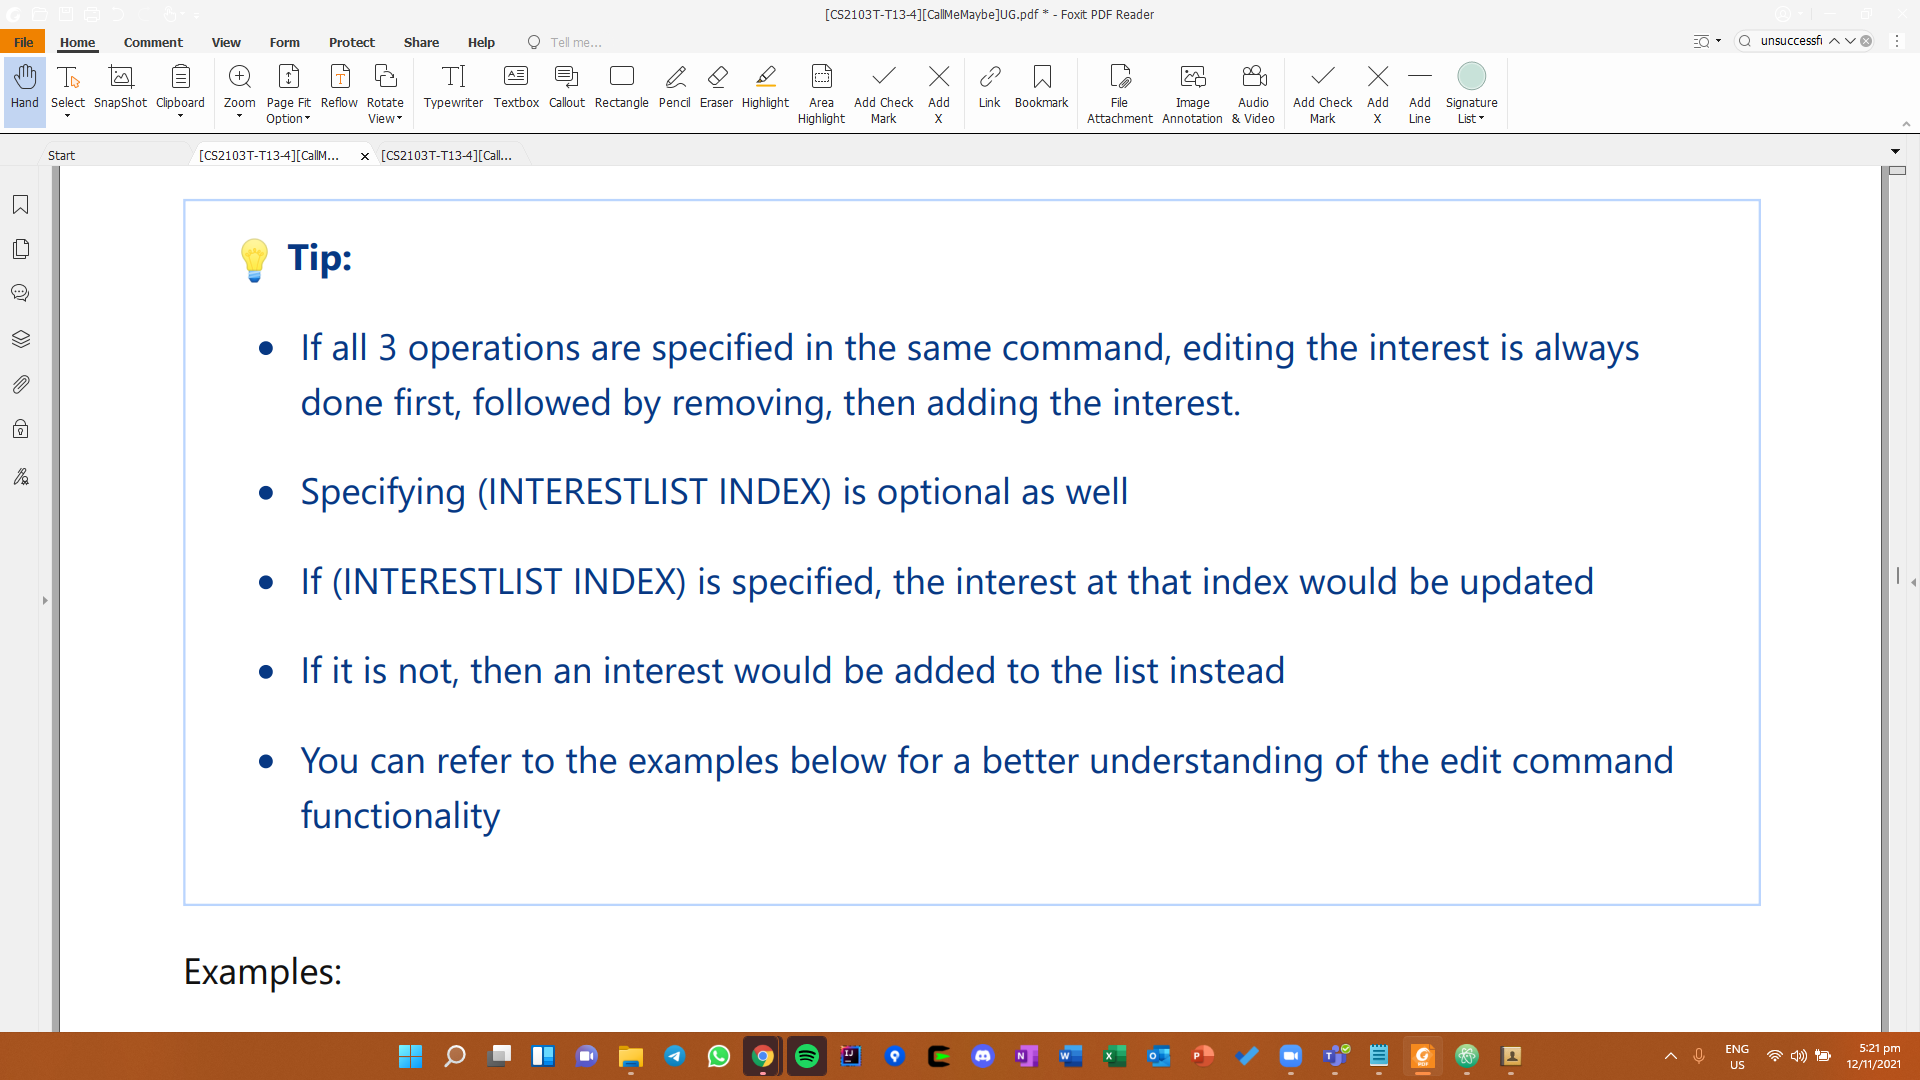 [CS2103T-T13-4][CallMeMaybe]UG.pdf * - Foxit PDF Reader
File Home Comment View Form Protect Share Help Tell me... unsuccessfu
Hand Select SnapShot Clipboard Zoom Page Fit Option Reflow Rotate View Typewriter Textbox Callout Rectangle Pencil Eraser Highlight Area Highlight Add Check Mark Add X Link Bookmark File Attachment Image Annotation Audio & Video Add Check Mark Add X Add Line Signature List
Start [CS2103T-T13-4][CallM... [CS2103T-T13-4][Call...
Tip:
If all 3 operations are specified in the same command, editing the interest is always
done first, followed by removing, then adding the interest.
Specifying (INTERESTLIST INDEX) is optional as well
If (INTERESTLIST INDEX) is specified, the interest at that index would be updated
If it is not, then an interest would be added to the list instead
You can refer to the examples below for a better understanding of the edit command
functionality
Examples:
ENG
US
5:21 pm
12/11/2021